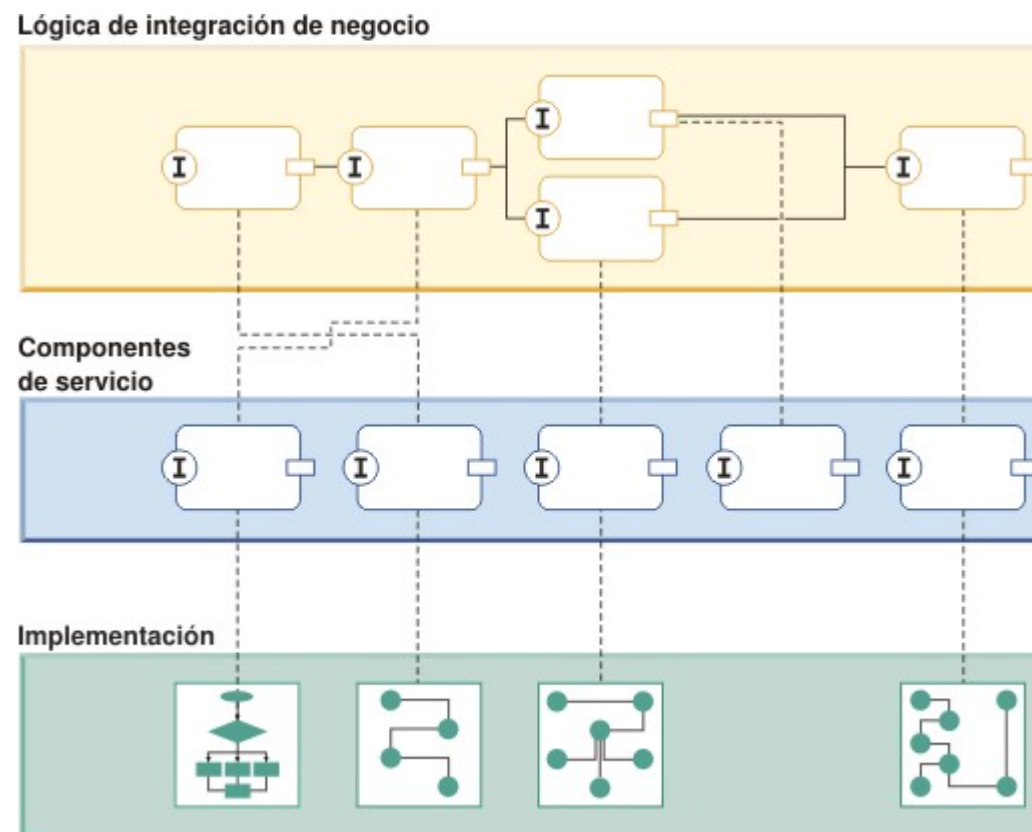 Lógica de integración de negocio
I
I
I
I
I
Componentes
de servicio
I
I
I
I
I
Implementación